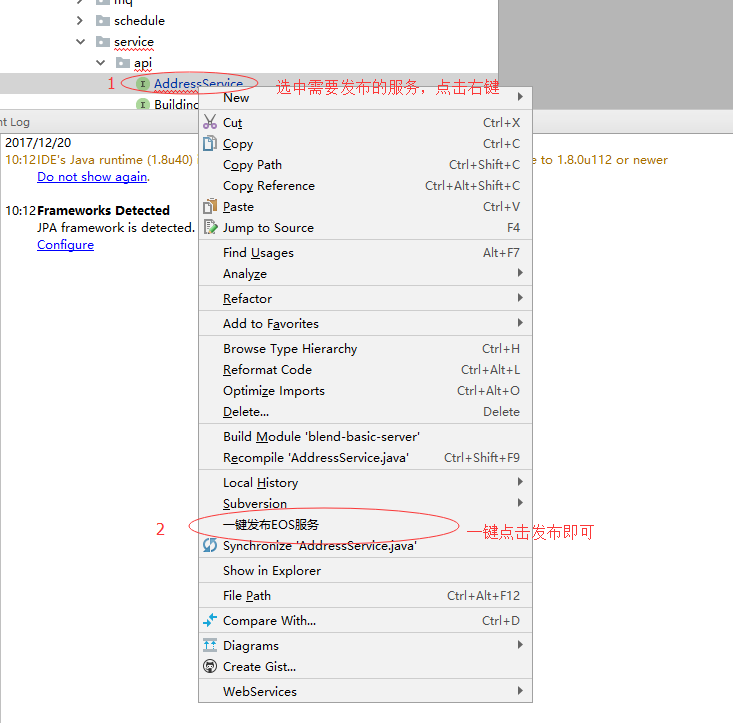 mq
schedule
service
api
1 AddressService 选中需要发布的服务，点击右键
Building
New
nt Log
2017/12/20
Cut Ctrl+X
Copy Ctrl+C
10:12 IDE's Java runtime (1.8u40) e to 1.8.0u112 or newer
Copy Path Ctrl+Shift+C
Do not show again.
Copy Reference Ctrl+Alt+Shift+C
10:12 Frameworks Detected
Paste Ctrl+V
JPA framework is detected.
Jump to Source F4
Configure
Find Usages Alt+F7
Analyze
Refactor
Add to Favorites
Browse Type Hierarchy Ctrl+H
Reformat Code Ctrl+Alt+L
Optimize Imports Ctrl+Alt+O
Delete... Delete
Build Module 'blend-basic-server'
Recompile 'AddressService.java' Ctrl+Shift+F9
Local History
Subversion
2 一键发布EOS服务 一键点击发布即可
Synchronize 'AddressService.java'
Show in Explorer
File Path Ctrl+Alt+F12
Compare With... Ctrl+D
Diagrams
Create Gist...
WebServices